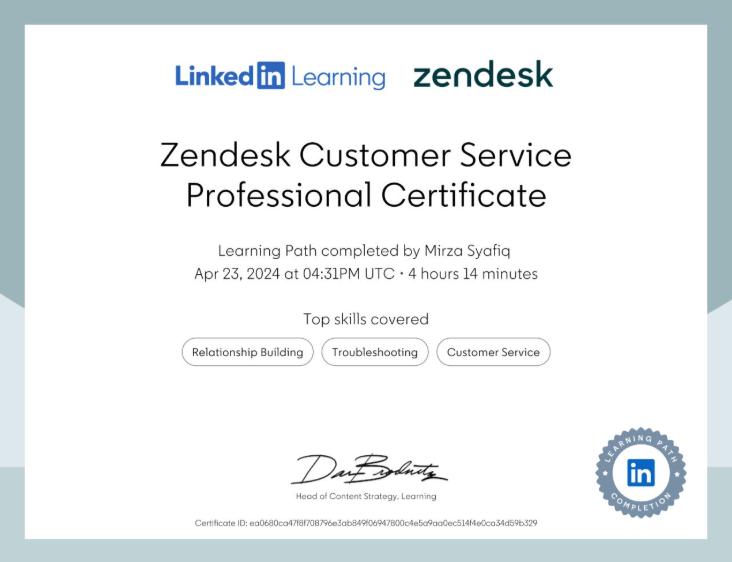 Linked in Learning zendesk
Zendesk Customer Service
Professional Certificate
Learning Path completed by Mirza Syafiq
Apr 23, 2024 at 04:31PM UTC • 4 hours 14 minutes
Top skills covered
Relationship Building Troubleshooting Customer Service
Head of Content Strategy, Learning
LEARNING PATH
in
COMPLETION
Certificate ID: ea0680ca47f8f708796e3ab849f06947800c4e5a9aa0ec514f4e0ca34d59b329